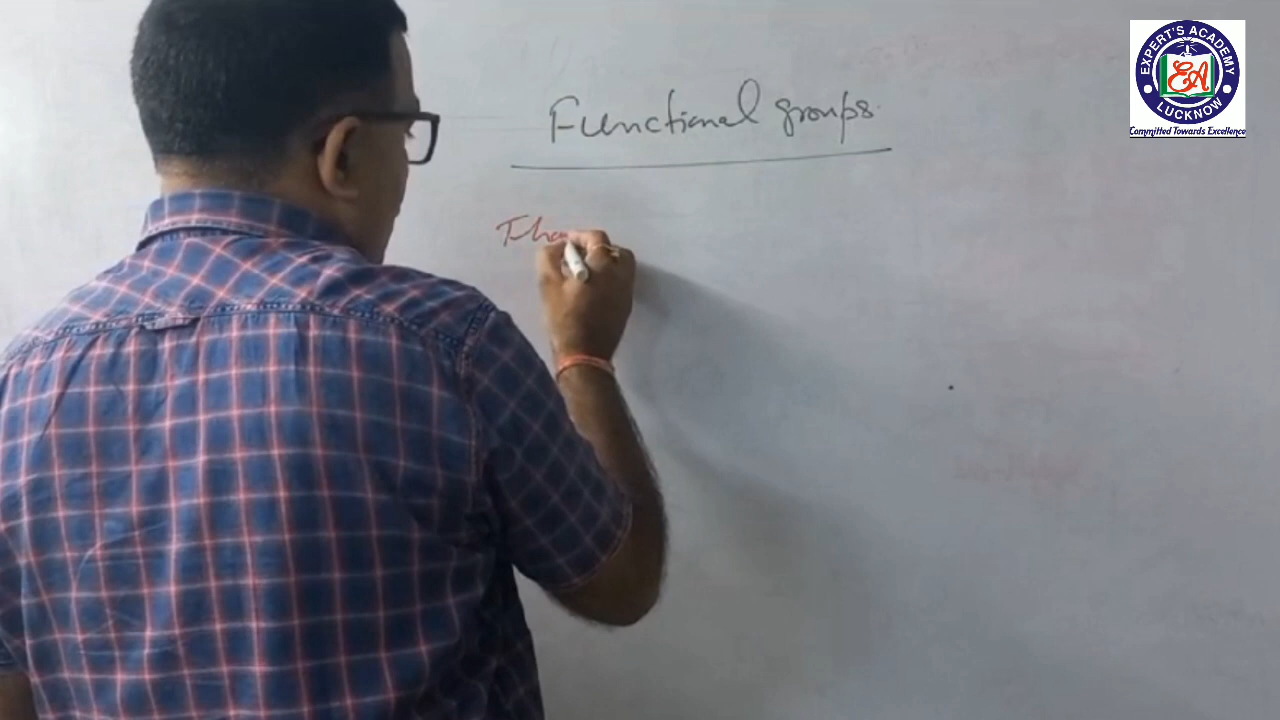 EXPERT'S ACADEMY
EA
LUCKNOW
Committed Towards Excellence
Functional groups